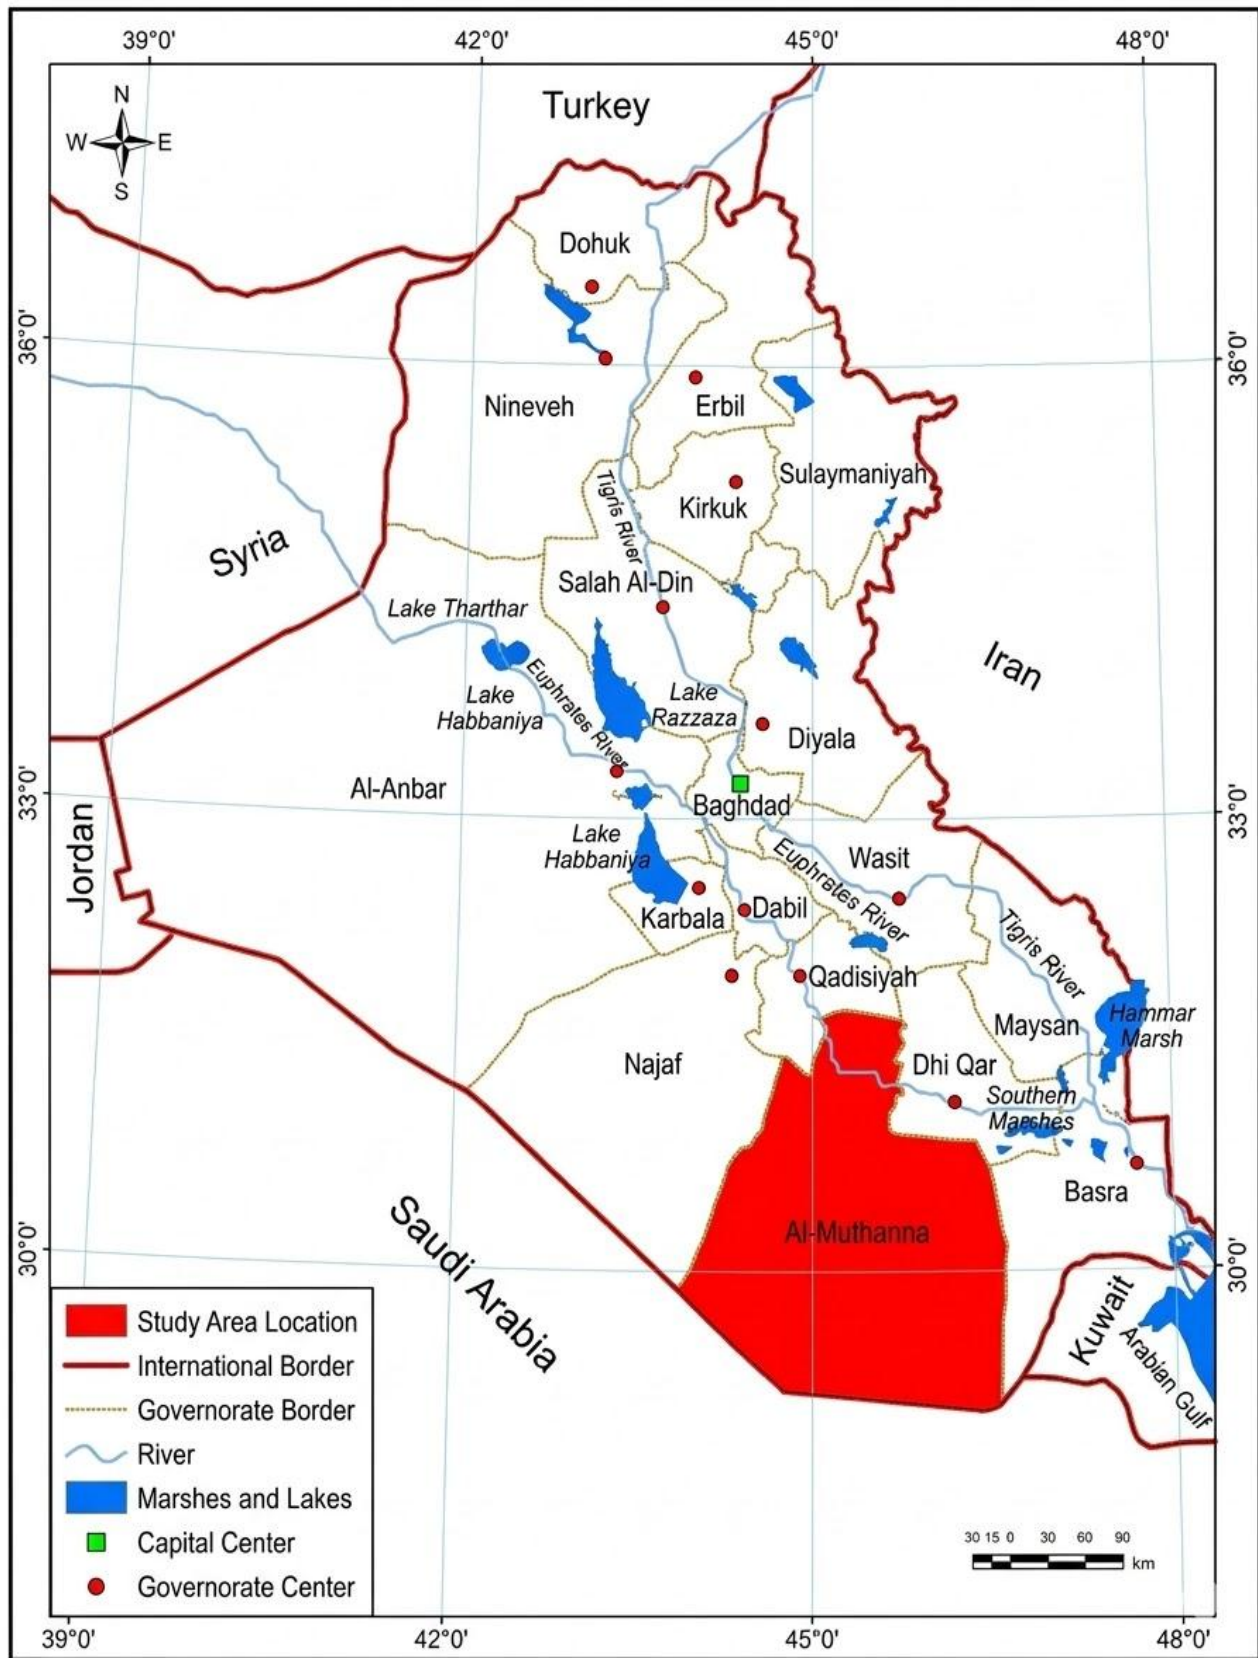 39°0'
42°0'
45°0'
48°0'
N
W
E
S
Turkey
Dohuk
36°0'
36°0'
Nineveh
Erbil
Sulaymaniyah
Kirkuk
Tigris River
Syria
Salah Al-Din
Lake Tharthar
Iran
Lake
Habbaniya
Euphrates River
Lake
Razzaza
Diyala
33°0'
33°0'
Al-Anbar
Baghdad
Jordan
Lake
Habbaniya
Euphrates River
Wasit
Karbala
Dabil
Tigris River
Qadisiyah
Hammar
Marsh
Maysan
Najaf
Dhi Qar
Southern
Marches
Basra
Al-Muthanna
30°0'
30°0'
Saudi Arabia
Kuwait
Arabian Gulf
Study Area Location
International Border
Governorate Border
River
Marshes and Lakes
Capital Center
Governorate Center
30 15 0 30 60 90
km
39°0'
42°0'
45°0'
48°0'